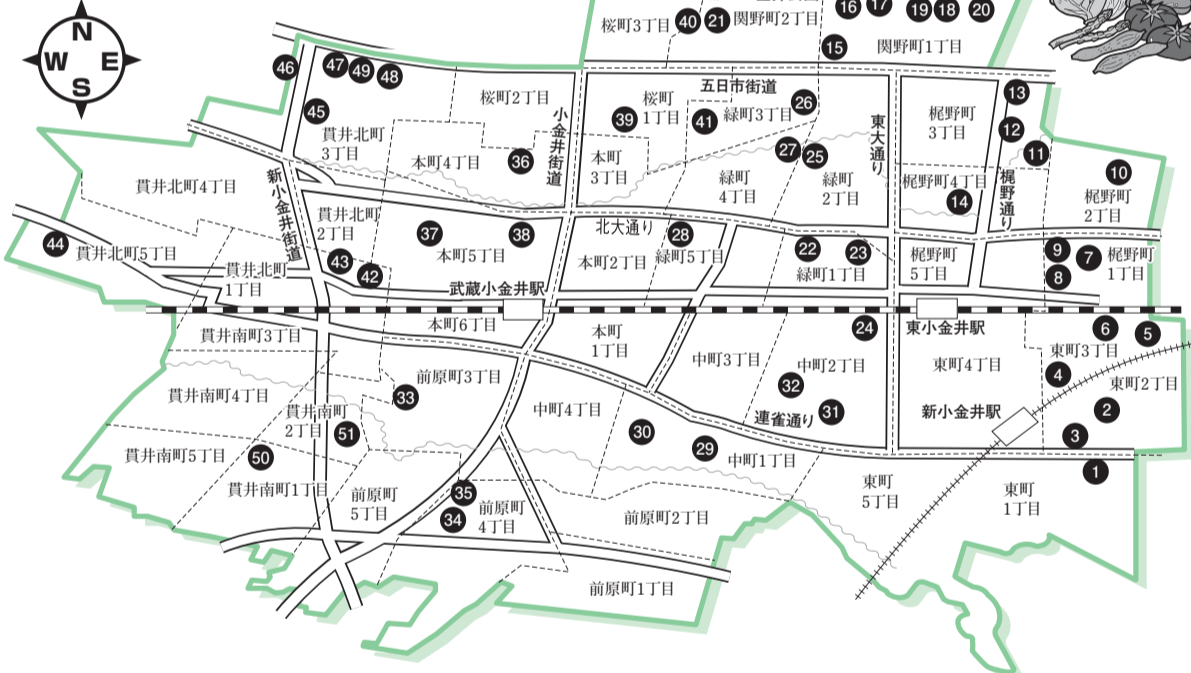 N
W E
S
桜町3丁目 40 21 関野町2丁目
16 17 19 18 20
15 関野町1丁目
46 47 49 48
45
貫井北町
3丁目
桜町2丁目
小金井街道
39
桜町
1丁目
五日市街道
41 緑町3丁目 26
27 25
東大通り
梶野町
3丁目
13
12
11
本町4丁目 36
本町
3丁目
緑町
4丁目
緑町
2丁目
梶野町4丁目
14
梶野通り
10
梶野町
2丁目
貫井北町4丁目
新小金井街道
貫井北町
2丁目
37 38
本町5丁目
北大通り
本町2丁目
28
緑町5丁目
22 23
緑町1丁目
梶野町
5丁目
9 7
8
梶野町
1丁目
44 貫井北町5丁目
貫井北町
1丁目
43 42
武蔵小金井駅
本町6丁目
本町
1丁目
24
東小金井駅
6 5
東町3丁目
貫井南町3丁目
前原町3丁目
中町3丁目
中町2丁目
32
31
東町4丁目
4
東町2丁目
2
貫井南町4丁目
貫井南町
2丁目
51
33
中町4丁目
30
29
連雀通り
中町1丁目
新小金井駅
3
1
貫井南町5丁目
50
貫井南町1丁目
前原町
5丁目
35
34
前原町
4丁目
前原町2丁目
東町
5丁目
東町
1丁目
前原町1丁目